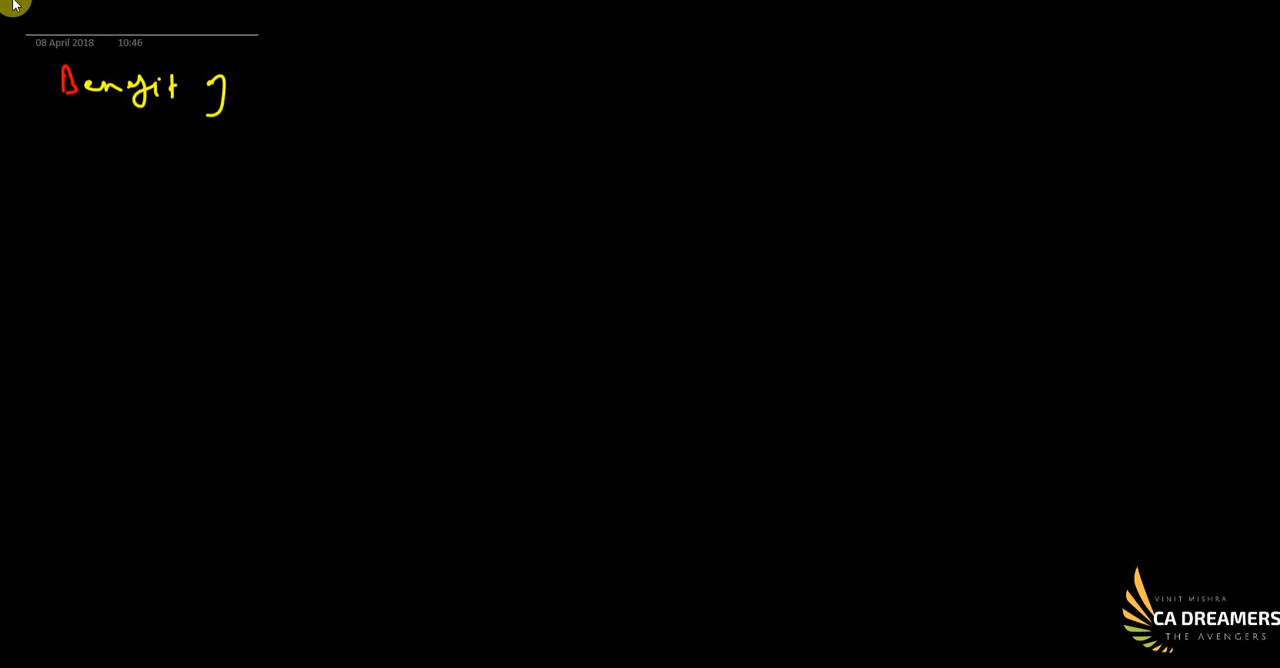 08 April 2018 10:46
Benefit
VINIT MISHRA
CA DREAMERS
THE AVENGERS